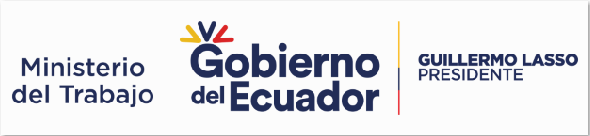 Ministerio
del Trabajo
Gobierno
del Ecuador
GUILLERMO LASSO
PRESIDENTE